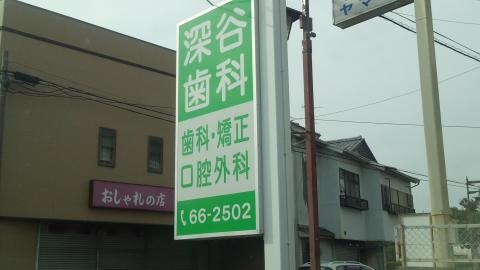 深谷
歯科
歯科・矯正
口腔外科
66-2502
おしゃれの店